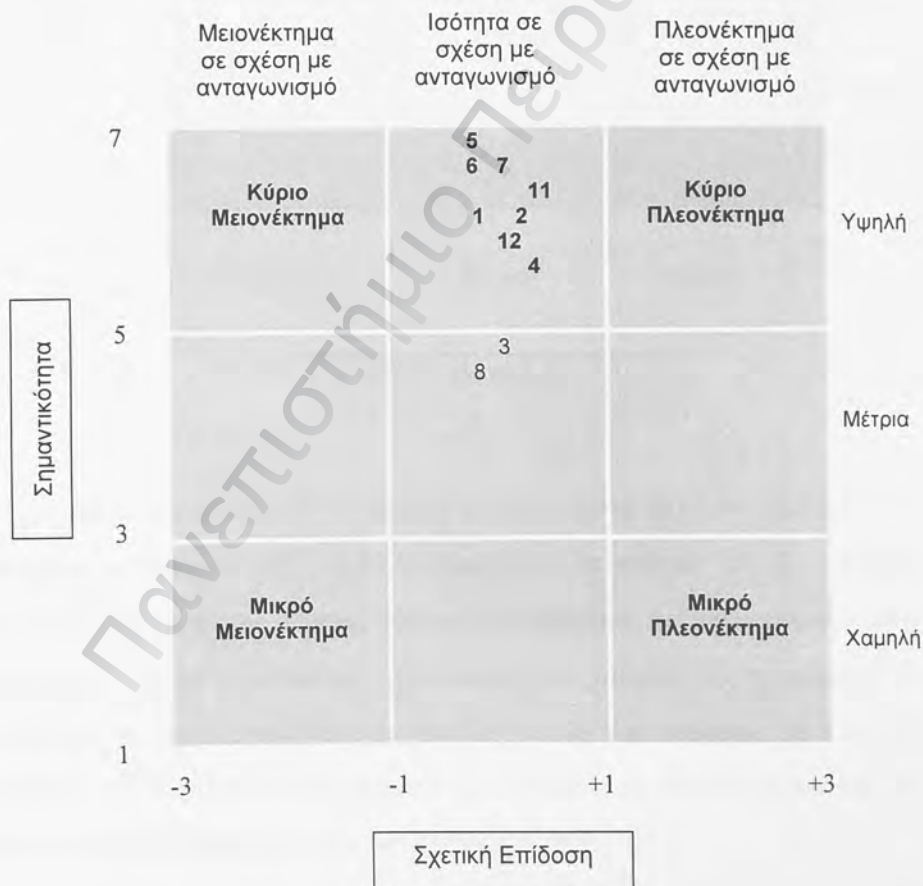 Μειονέκτημα
σε σχέση με
ανταγωνισμό
Ισότητα σε
σχέση με
ανταγωνισμό
Πλεονέκτημα
σε σχέση με
ανταγωνισμό
7
5
6 7
11
Κύριο
Μειονέκτημα
1 2
Κύριο
Πλεονέκτημα
Υψηλή
12
4
Σημαντικότητα
5
3
8
Μέτρια
3
Μικρό
Μειονέκτημα
Μικρό
Πλεονέκτημα
Χαμηλή
1
-3 -1 +1 +3
Σχετική Επίδοση
Πανεπιστήμιο